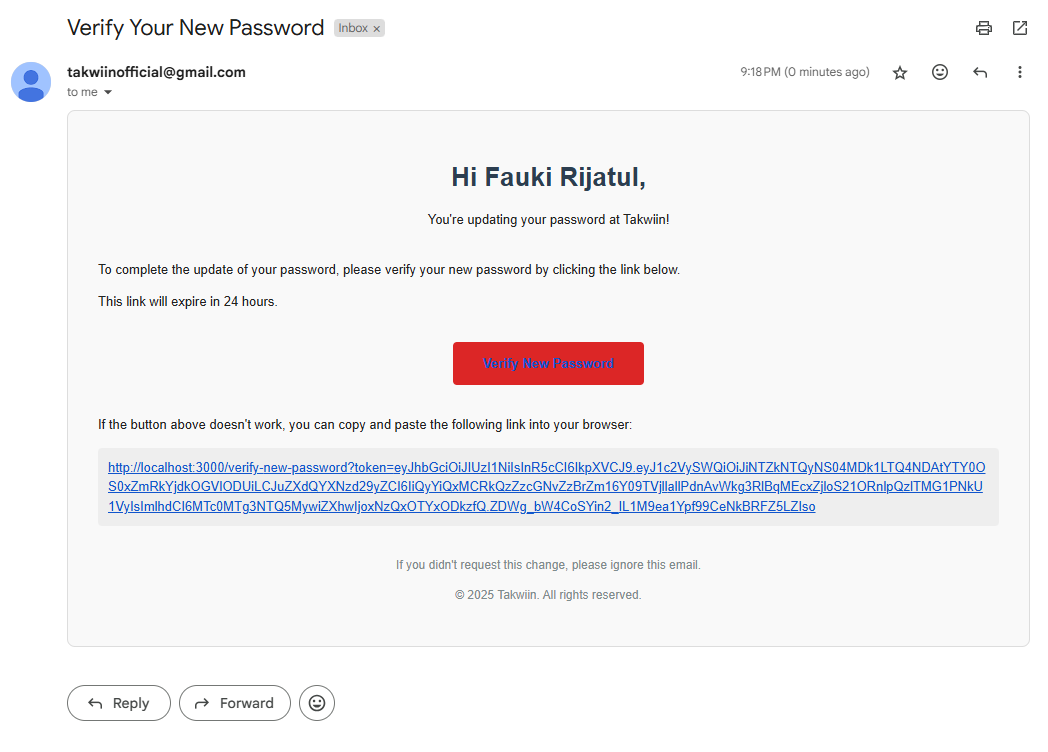 Verify Your New Password Inbox ×
takwiinofficial@gmail.com 9:18 PM (0 minutes ago)
to me
Hi Fauki Rijatul,
You're updating your password at Takwiin!
To complete the update of your password, please verify your new password by clicking the link below.
This link will expire in 24 hours.
Verify New Password
If the button above doesn't work, you can copy and paste the following link into your browser:
http://localhost:3000/verify-new-password?token=eyJhbGciOiJIUzI1NiIsInR5cCI6IkpXVCJ9.eyJ1c2VySWQiOiJiNTZkNTQyNS04MDk1LTQ4NDAtYTY0O
S0xZmRkYjdkOGVlODUiLCJuZXdQYXNzd29yZCI6IiQyYiQxMCRkQzZzcGNvZzBrZm16Y09TVjllallPdnAvWkg3RlBqMEcxZjloS21ORnlpQzlTMG1PNkU
1VyIsImlhdCI6MTc0MTg3NTQ5MywiZXhwIjoxNzQxOTYxODkzfQ.ZDWg_bW4CoSYin2_IL1M9ea1Ypf99CeNkBRFZ5LZIso
If you didn't request this change, please ignore this email.
© 2025 Takwiin. All rights reserved.
Reply Forward